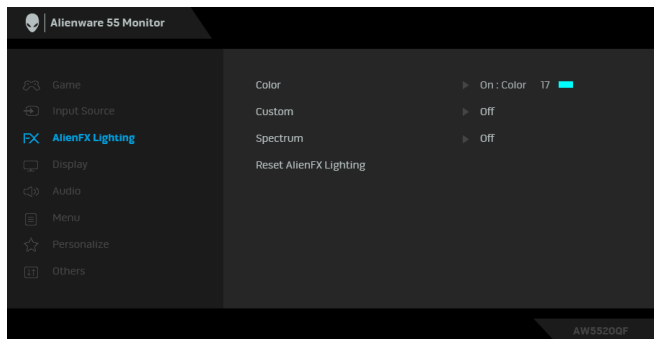 Alienware 55 Monitor
Game
Color On : Color 17
Input Source
Custom Off
FX AlienFX Lighting
Spectrum Off
Display
Reset AlienFX Lighting
Audio
Menu
Personalize
Others
AW5520QF